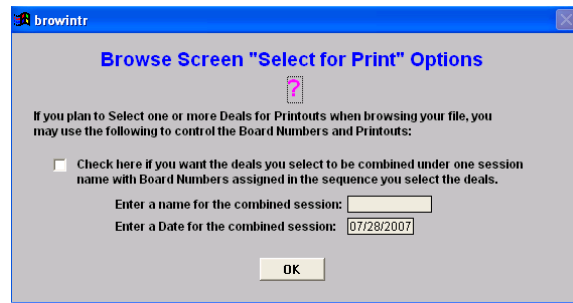 browintr
Browse Screen "Select for Print" Options
?
If you plan to Select one or more Deals for Printouts when browsing your file, you
may use the following to control the Board Numbers and Printouts:
Check here if you want the deals you select to be combined under one session
name with Board Numbers assigned in the sequence you select the deals.
Enter a name for the combined session:
Enter a Date for the combined session: 07/28/2007
OK